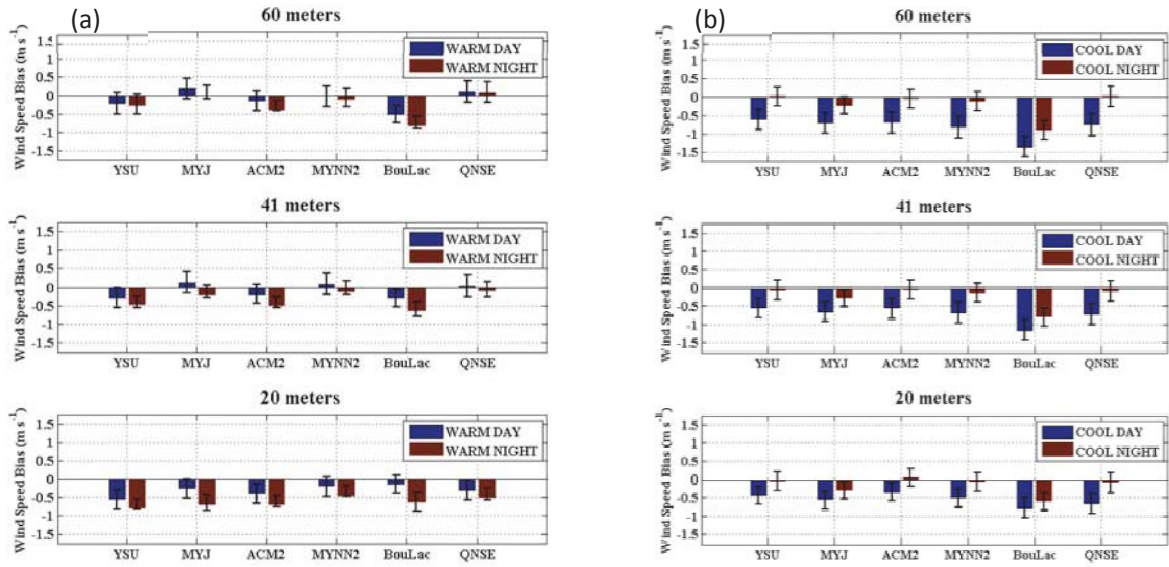 (a)
60 meters
Wind Speed Bias (m s⁻¹)
1.5
1
0.5
0
-0.5
-1
-1.5
WARM DAY
WARM NIGHT
YSU MYJ ACM2 MYNN2 BouLac QNSE
41 meters
Wind Speed Bias (m s⁻¹)
1.5
1
0.5
0
-0.5
-1
-1.5
WARM DAY
WARM NIGHT
YSU MYJ ACM2 MYNN2 BouLac QNSE
20 meters
Wind Speed Bias (m s⁻¹)
1.5
1
0.5
0
-0.5
-1
-1.5
WARM DAY
WARM NIGHT
YSU MYJ ACM2 MYNN2 BouLac QNSE
(b)
60 meters
Wind Speed Bias (m s⁻¹)
1.5
1
0.5
0
-0.5
-1
-1.5
COOL DAY
COOL NIGHT
YSU MYJ ACM2 MYNN2 BouLac QNSE
41 meters
Wind Speed Bias (m s⁻¹)
1.5
1
0.5
0
-0.5
-1
-1.5
COOL DAY
COOL NIGHT
YSU MYJ ACM2 MYNN2 BouLac QNSE
20 meters
Wind Speed Bias (m s⁻¹)
1.5
1
0.5
0
-0.5
-1
-1.5
COOL DAY
COOL NIGHT
YSU MYJ ACM2 MYNN2 BouLac QNSE